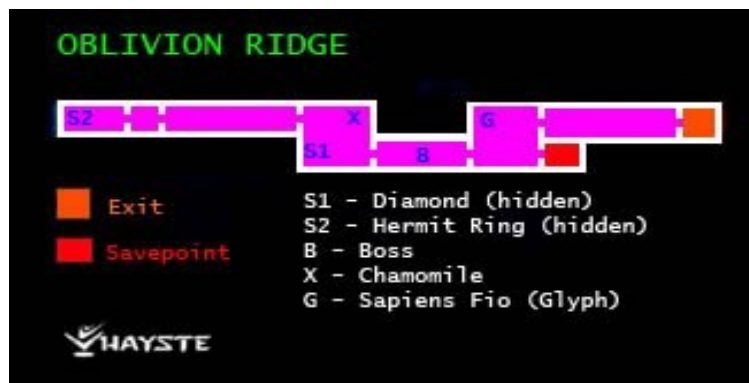 OBLIVION RIDGE
S2
X
G
S1
B
Exit
Savepoint
S1 - Diamond (hidden)
S2 - Hermit Ring (hidden)
B - Boss
X - Chamomile
G - Sapiens Fio (Glyph)
HAYSTE